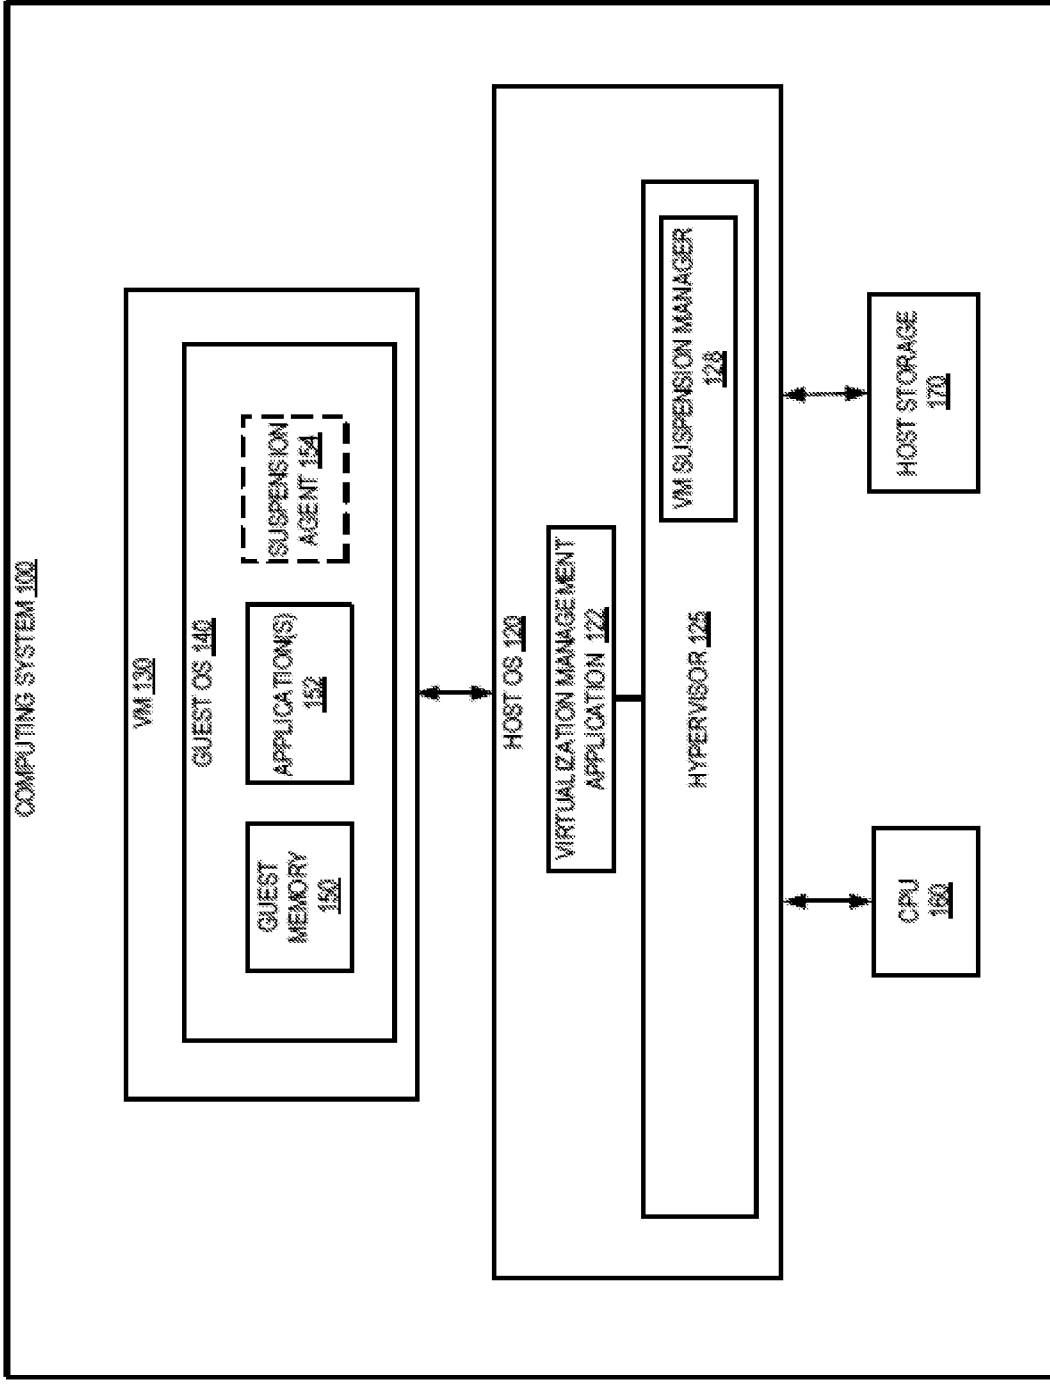 COMPUTING SYSTEM 100
VM 130
GUEST OS 140
GUEST
MEMORY
150
APPLICATION(S)
152
SUSPENSION
AGENT 154
HOST OS 120
VIRTUALIZATION MANAGEMENT
APPLICATION 122
HYPERVISOR 125
VM SUSPENSION MANAGER
128
CPU
160
HOST STORAGE
170